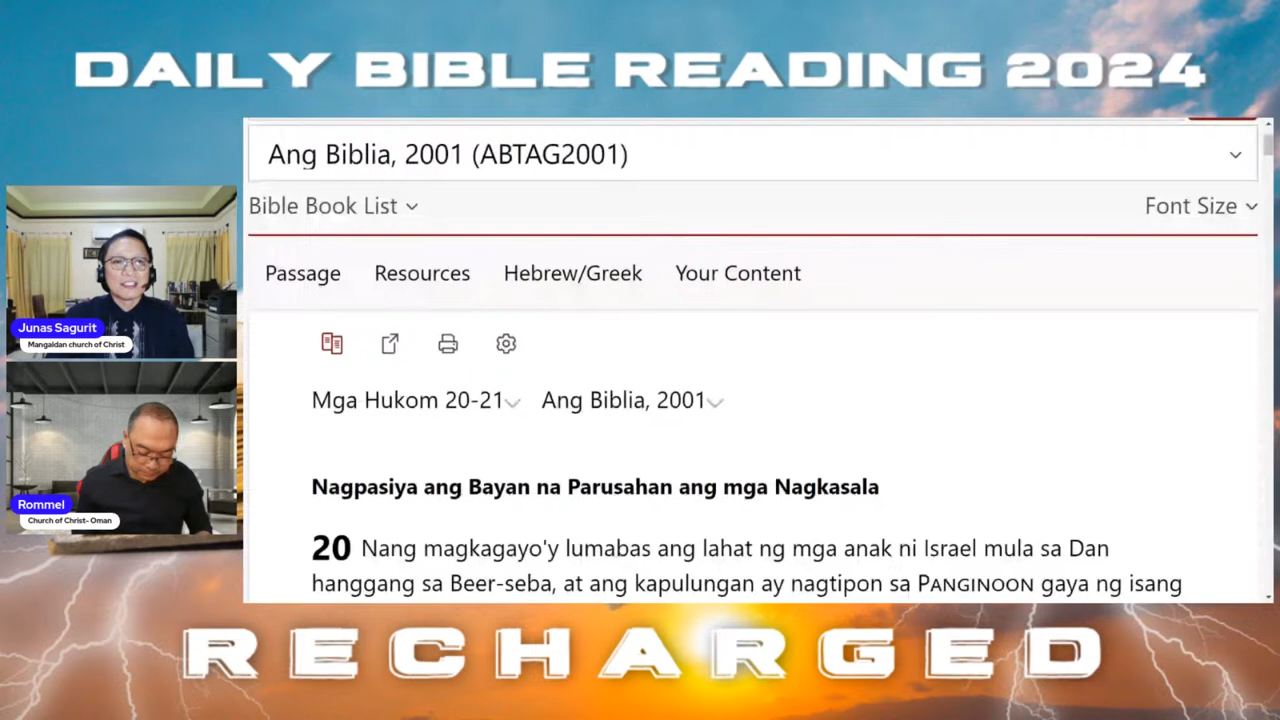 DAILY BIBLE READING 2024
Ang Biblia, 2001 (ABTAG2001)
Bible Book List
Font Size
Passage Resources Hebrew/Greek Your Content
Mga Hukom 20-21 Ang Biblia, 2001
Nagpasiya ang Bayan na Parusahan ang mga Nagkasala
20 Nang magkagayo'y lumabas ang lahat ng mga anak ni Israel mula sa Dan
hanggang sa Beer-seba, at ang kapulungan ay nagtipon sa PANGINOON gaya ng isang
Junas Sagurit
Mangaldan church of Christ
Rommel
Church of Christ- Oman
RECHARGED